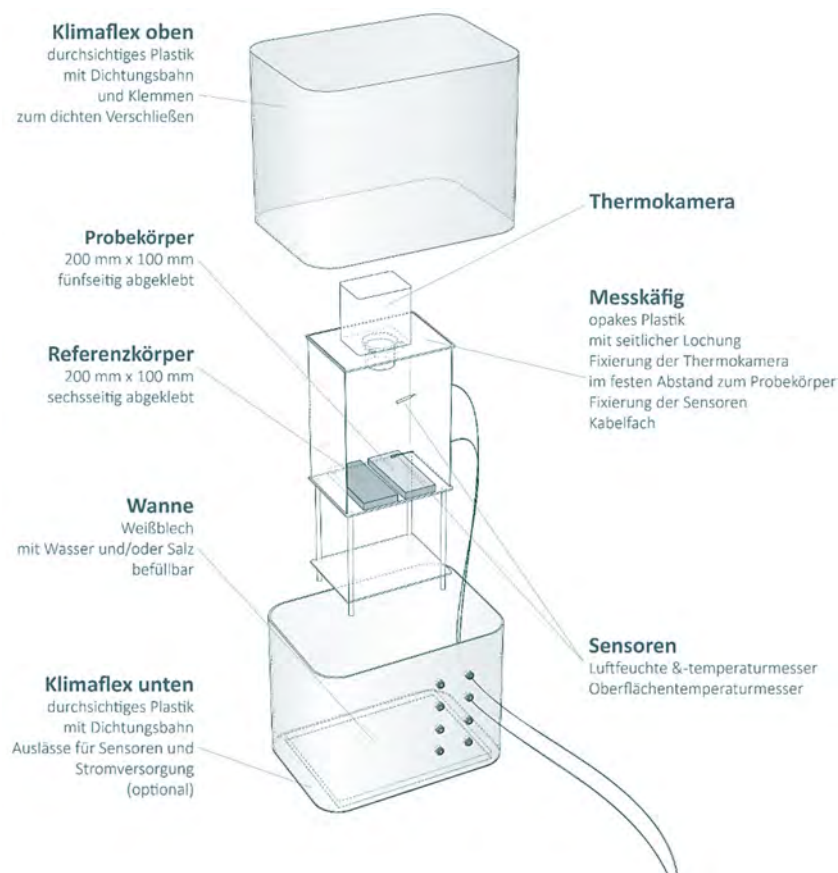 Klimaflex oben
durchsichtiges Plastik
mit Dichtungsbahn
und Klemmen
zum dichten Verschließen
Thermokamera
Probekörper
200 mm x 100 mm
fünfseitig abgeklebt
Messkäfig
opakes Plastik
mit seitlicher Lochung
Fixierung der Thermokamera
im festen Abstand zum Probekörper
Fixierung der Sensoren
Kabelfach
Referenzkörper
200 mm x 100 mm
sechsseitig abgeklebt
Wanne
Weißblech
mit Wasser und/oder Salz
befüllbar
Sensoren
Luftfeuchte &-temperaturmesser
Oberflächentemperaturmesser
Klimaflex unten
durchsichtiges Plastik
mit Dichtungsbahn
Auslässe für Sensoren und
Stromversorgung
(optional)